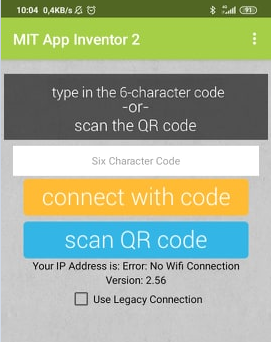 10:04 0,4KB/s
MIT App Inventor 2
type in the 6-character code
-or-
scan the QR code
Six Character Code
connect with code
scan QR code
Your IP Address is: Error: No Wifi Connection
Version: 2.56
Use Legacy Connection